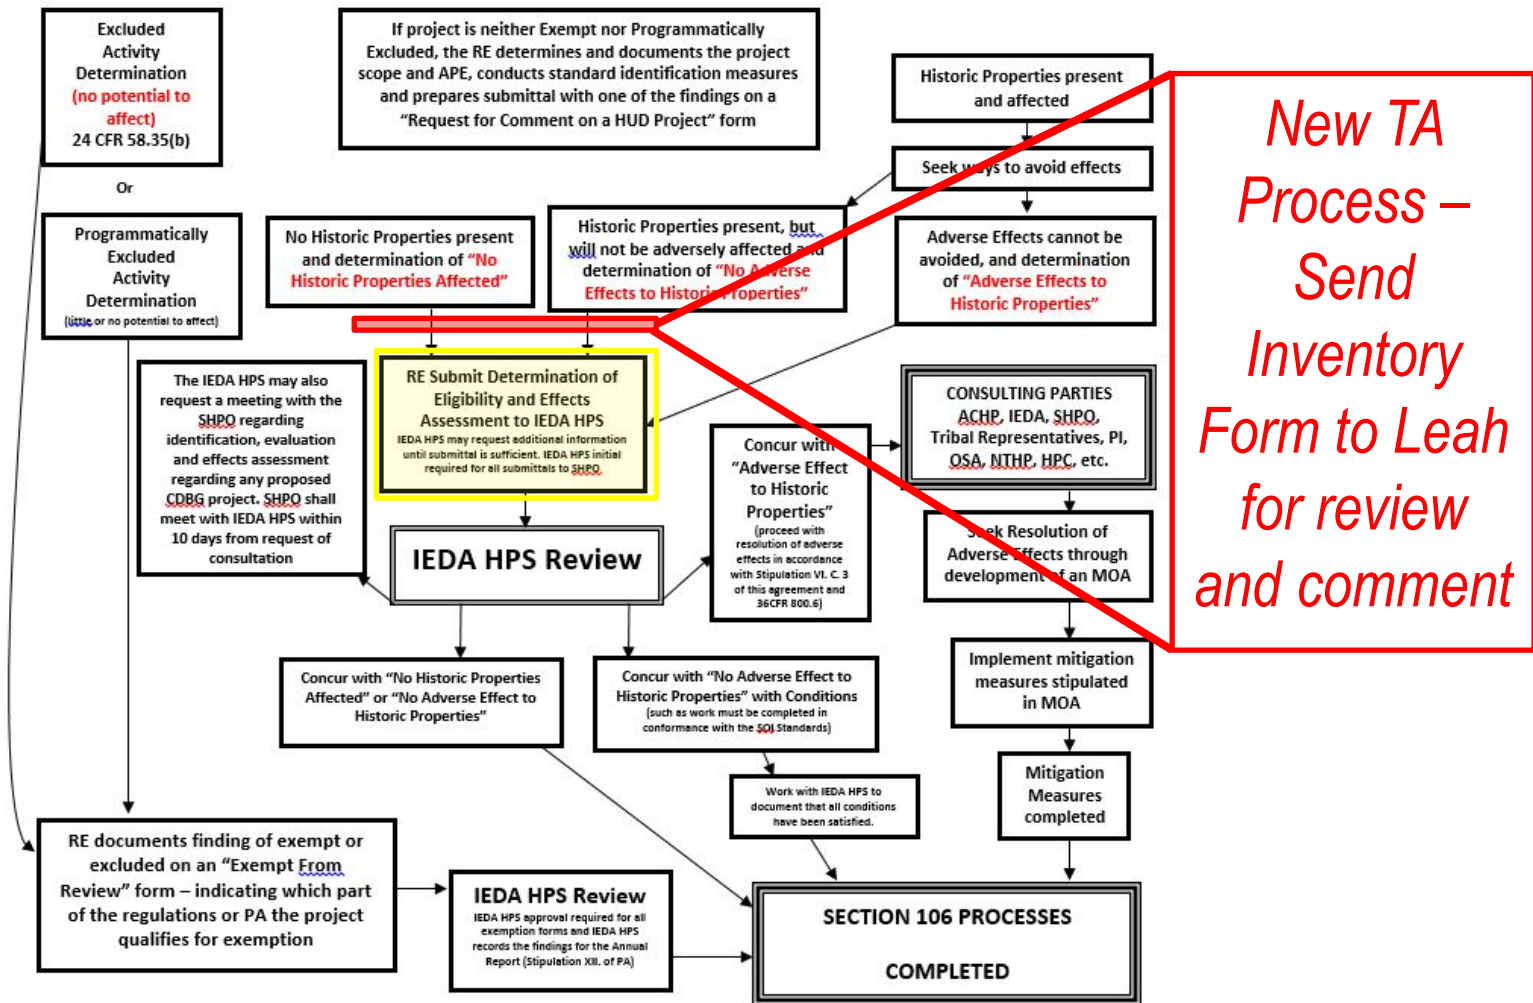 Excluded
Activity
Determination
(no potential to
affect)
24 CFR 58.35(b)
Or
Programmatically
Excluded
Activity
Determination
(little or no potential to affect)
If project is neither Exempt nor Programmatically
Excluded, the RE determines and documents the project
scope and APE, conducts standard identification measures
and prepares submittal with one of the findings on a
“Request for Comment on a HUD Project” form
Historic Properties present
and affected
Seek ways to avoid effects
No Historic Properties present
and determination of “No
Historic Properties Affected”
Historic Properties present, but
will not be adversely affected and
determination of “No Adverse
Effects to Historic Properties”
Adverse Effects cannot be
avoided, and determination
of “Adverse Effects to
Historic Properties”
New TA
Process –
Send
Inventory
Form to Leah
for review
and comment
The IEDA HPS may also
request a meeting with the
SHPO regarding
identification, evaluation
and effects assessment
regarding any proposed
CDBG project. SHPO shall
meet with IEDA HPS within
10 days from request of
consultation
RE Submit Determination of
Eligibility and Effects
Assessment to IEDA HPS
IEDA HPS may request additional information
until submittal is sufficient. IEDA HPS initial
required for all submittals to SHPO
IEDA HPS Review
Concur with
“Adverse Effect
to Historic
Properties”
(proceed with
resolution of adverse
effects in accordance
with Stipulation VI. C. 3
of this agreement and
36CFR 800.6)
CONSULTING PARTIES
ACHP, IEDA, SHPO,
Tribal Representatives, PI,
OSA, NTHP, HPC, etc.
Seek Resolution of
Adverse Effects through
development of an MOA
Implement mitigation
measures stipulated
in MOA
Mitigation
Measures
completed
Concur with “No Historic Properties
Affected” or “No Adverse Effect to
Historic Properties”
Concur with “No Adverse Effect to
Historic Properties” with Conditions
(such as work must be completed in
conformance with the SOI Standards)
Work with IEDA HPS to
document that all conditions
have been satisfied.
RE documents finding of exempt or
excluded on an “Exempt From
Review” form – indicating which part
of the regulations or PA the project
qualifies for exemption
IEDA HPS Review
IEDA HPS approval required for all
exemption forms and IEDA HPS
records the findings for the Annual
Report (Stipulation XII. of PA)
SECTION 106 PROCESSES
COMPLETED